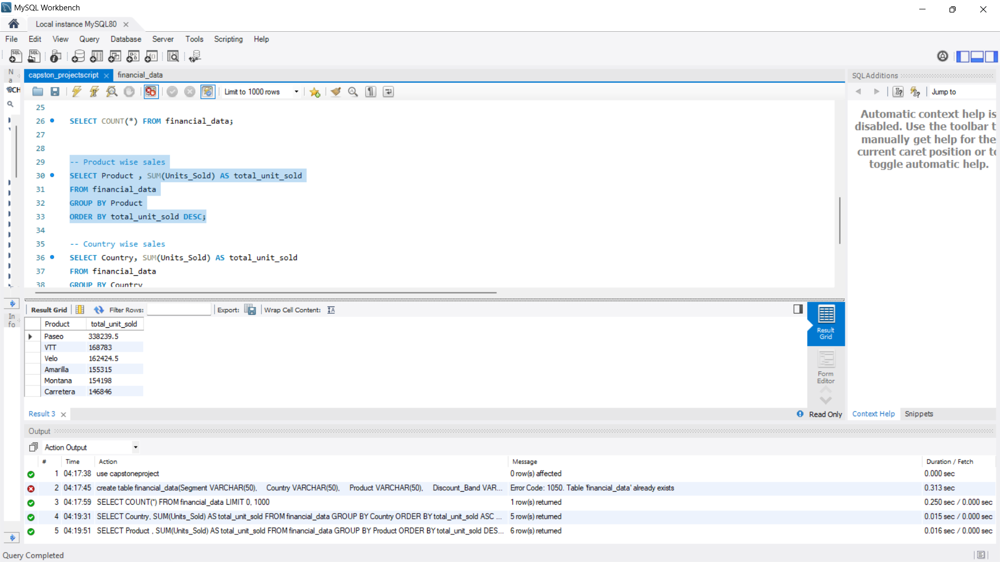 MySQL Workbench
Local instance MySQL80
File Edit View Query Database Server Tools Scripting Help
capston_projectscript financial_data
SQLAdditions
N
a
SCH
Limit to 1000 rows
Jump to
25
26 SELECT COUNT(*) FROM financial_data;
27
28
29 -- Product wise sales
30 SELECT Product , SUM(Units_Sold) AS total_unit_sold
31 FROM financial_data
32 GROUP BY Product
33 ORDER BY total_unit_sold DESC;
34
35 -- Country wise sales
36 SELECT Country, SUM(Units_Sold) AS total_unit_sold
37 FROM financial_data
38 GROUP BY Country
Automatic context help is
disabled. Use the toolbar t
manually get help for the
current caret position or to
toggle automatic help.
In
fo
Result Grid Filter Rows: Export: Wrap Cell Content:
Product total_unit_sold
Paseo 338239.5
VTT 168783
Velo 162424.5
Amarilla 155315
Montana 154198
Carretera 146846
Result
Grid
Form
Editor
Result 3
Read Only
Context Help Snippets
Output
Action Output
# Time Action Message Duration / Fetch
1 04:17:38 use capstoneproject 0 row(s) affected 0.000 sec
2 04:17:45 create table financial_data(Segment VARCHAR(50), Country VARCHAR(50), Product VARCHAR(50), Discount_Band VAR... Error Code: 1050. Table 'financial_data' already exists 0.313 sec
3 04:17:59 SELECT COUNT(*) FROM financial_data LIMIT 0, 1000 1 row(s) returned 0.250 sec / 0.000 sec
4 04:19:31 SELECT Country, SUM(Units_Sold) AS total_unit_sold FROM financial_data GROUP BY Country ORDER BY total_unit_sold ASC ... 5 row(s) returned 0.015 sec / 0.000 sec
5 04:19:51 SELECT Product , SUM(Units_Sold) AS total_unit_sold FROM financial_data GROUP BY Product ORDER BY total_unit_sold DES... 6 row(s) returned 0.016 sec / 0.000 sec
Query Completed